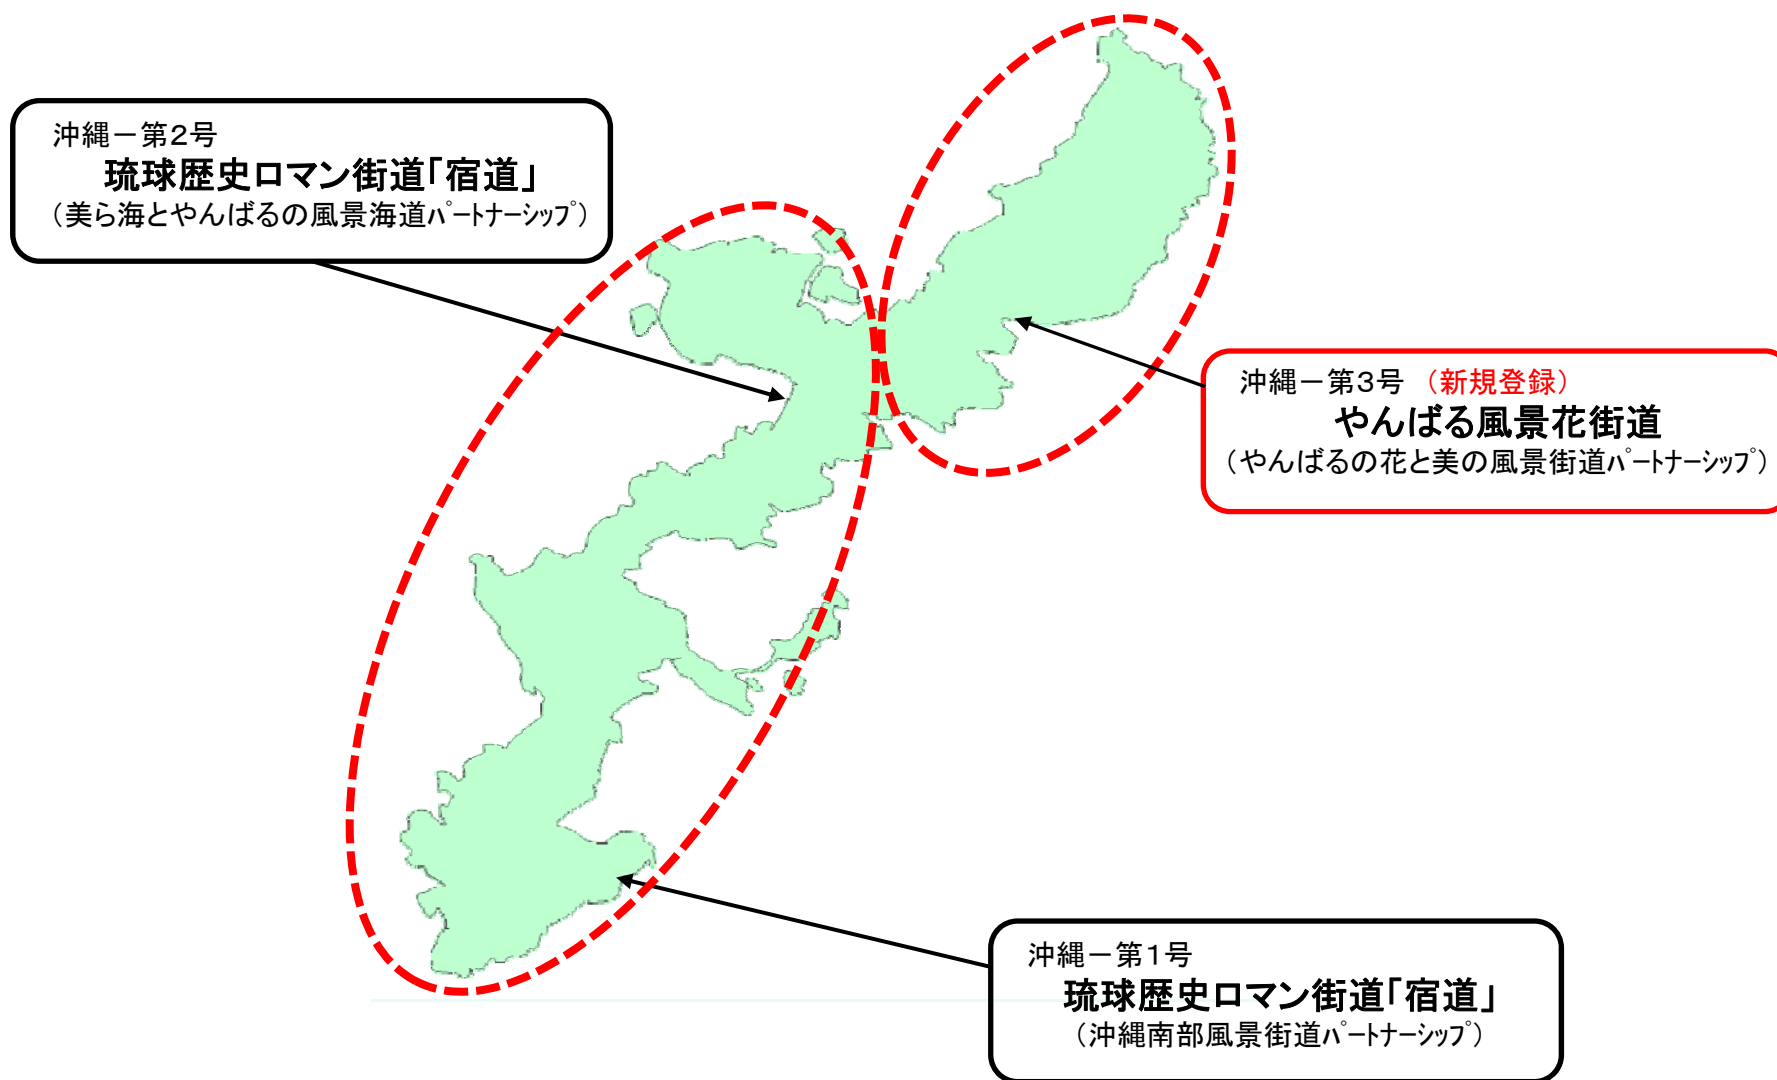 沖縄－第２号
琉球歴史ロマン街道「宿道」
（美ら海とやんばるの風景海道ﾊﾟｰﾄﾅｰｼｯﾌﾟ）
沖縄－第３号 （新規登録）
やんばる風景花街道
（やんばるの花と美の風景街道ﾊﾟｰﾄﾅｰｼｯﾌﾟ）
沖縄－第１号
琉球歴史ロマン街道「宿道」
（沖縄南部風景街道ﾊﾟｰﾄﾅｰｼｯﾌﾟ）